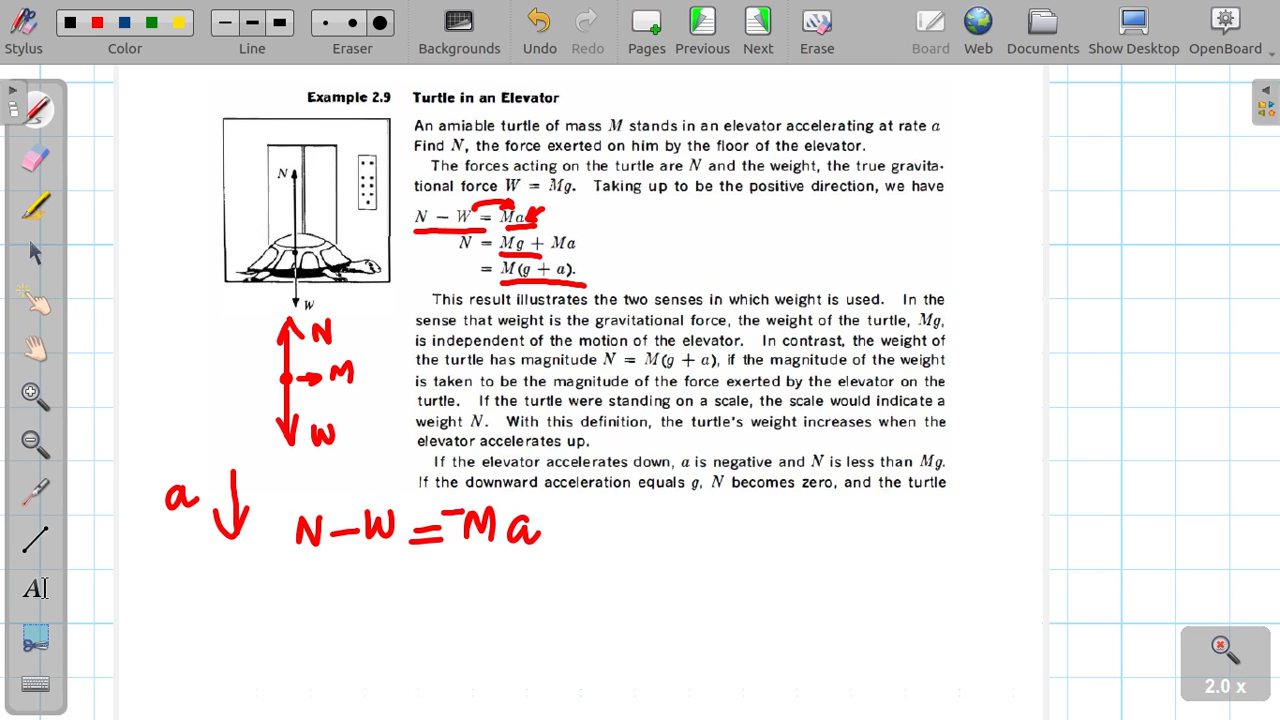 Stylus Color Line Eraser Backgrounds Undo Redo Pages Previous Next Erase Board Web Documents Show Desktop OpenBoard
Example 2.9 Turtle in an Elevator
An amiable turtle of mass M stands in an elevator accelerating at rate a
Find N, the force exerted on him by the floor of the elevator.
The forces acting on the turtle are N and the weight, the true gravita-
tional force W = Mg. Taking up to be the positive direction, we have
N − W = Ma
N = Mg + Ma
= M(g + a).
This result illustrates the two senses in which weight is used. In the
sense that weight is the gravitational force, the weight of the turtle, Mg,
is independent of the motion of the elevator. In contrast, the weight of
the turtle has magnitude N = M(g + a), if the magnitude of the weight
is taken to be the magnitude of the force exerted by the elevator on the
turtle. If the turtle were standing on a scale, the scale would indicate a
weight N. With this definition, the turtle's weight increases when the
elevator accelerates up.
If the elevator accelerates down, a is negative and N is less than Mg.
If the downward acceleration equals g, N becomes zero, and the turtle
N
W
N
M
W
a
N − W = −Ma
AI
2.0 x